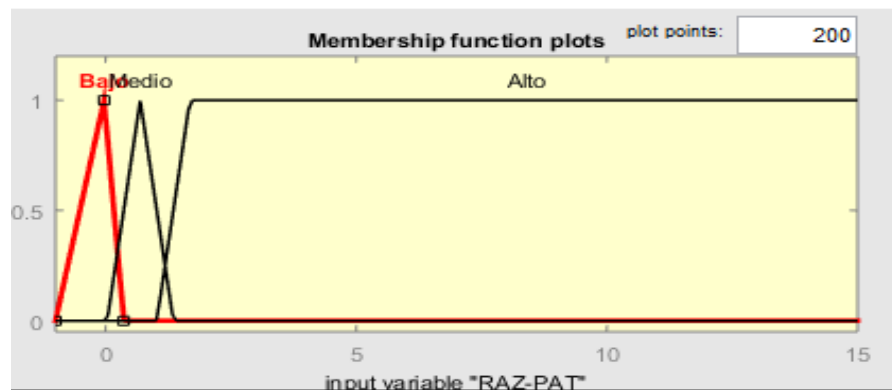 Membership function plots
plot points: 200
Bajo Medio Alto
1
0.5
0
0 5 10 15
input variable "RAZ-PAT"